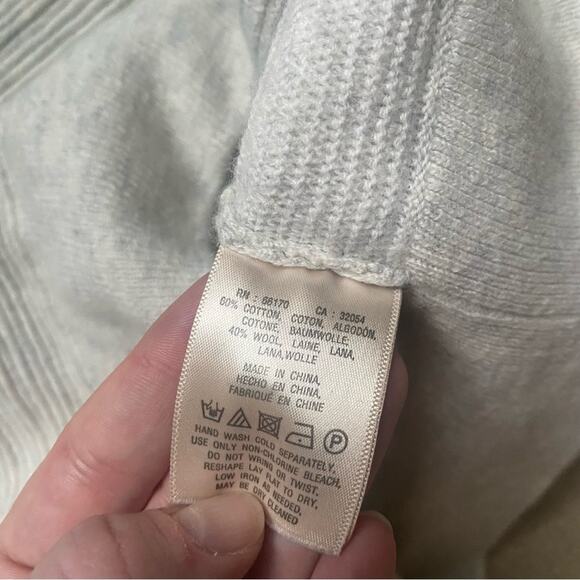 RN : 66170 CA : 32054
60% COTTON, COTON, ALGODÓN,
COTONE, BAUMWOLLE;
40% WOOL, LAINE, LANA,
LANA,WOLLE
MADE IN CHINA,
HECHO EN CHINA,
FABRIQUÉ EN CHINE
P
HAND WASH COLD SEPARATELY.
USE ONLY NON-CHLORINE BLEACH,
DO NOT WRING OR TWIST.
RESHAPE LAY FLAT TO DRY.
LOW IRON AS NEEDED.
MAY BE DRY CLEANED